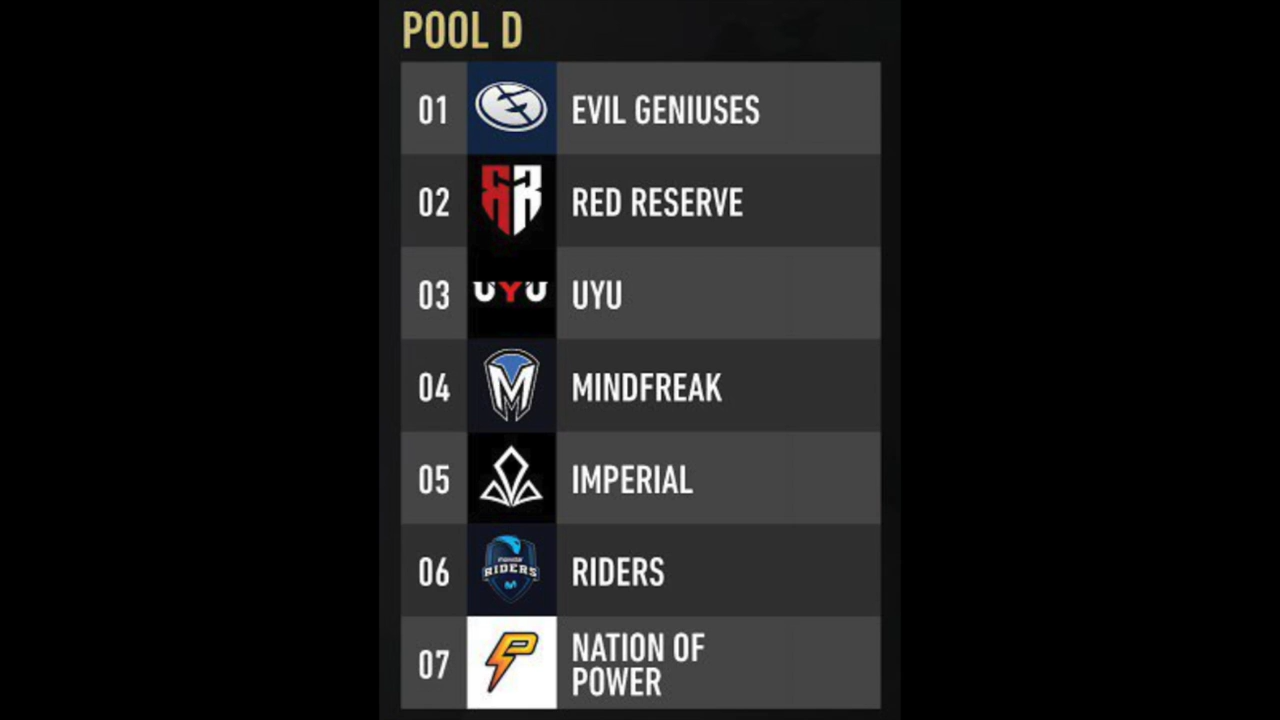 POOL D
01 EVIL GENIUSES
02 RED RESERVE
03 UYU UYU
04 M MINDFREAK
05 IMPERIAL
06 RIDERS RIDERS
07 NATION OF
POWER